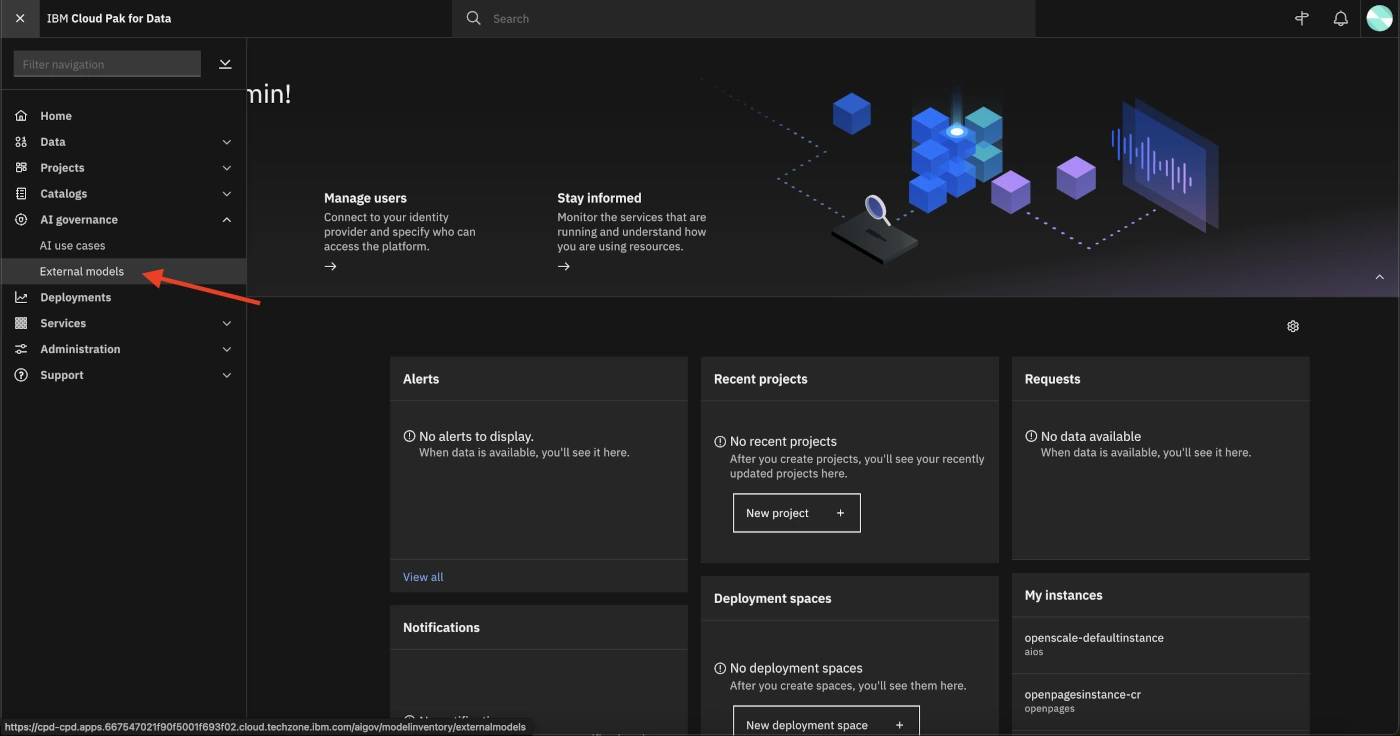 IBM Cloud Pak for Data
Search
Filter navigation
Home
Data
Projects
Catalogs
AI governance
AI use cases
External models
Deployments
Services
Administration
Support
min!
Manage users
Connect to your identity
provider and specify who can
access the platform.
Stay informed
Monitor the services that are
running and understand how
you are using resources.
Alerts
No alerts to display.
When data is available, you'll see it here.
View all
Notifications
Recent projects
No recent projects
After you create projects, you'll see your recently
updated projects here.
New project +
Deployment spaces
No deployment spaces
After you create spaces, you'll see them here.
New deployment space +
Requests
No data available
When data is available, you'll see it here.
My instances
openscale-defaultinstance
aios
openpagesinstance-cr
openpages
https://cpd-cpd.apps.667547021f90f5001f693f02.cloud.techzone.ibm.com/aigov/modelinventory/externalmodels